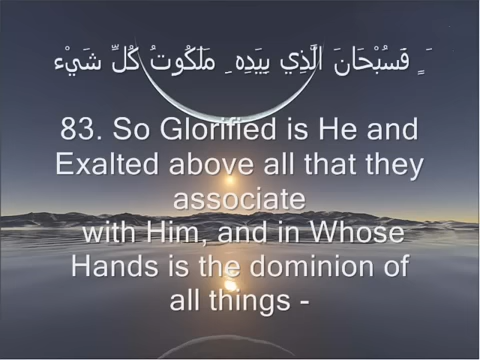 فَسُبْحَانَ الَّذِي بِيَدِهِ مَلَكُوتُ كُلِّ شَيْء
83. So Glorified is He and
Exalted above all that they
associate
with Him, and in Whose
Hands is the dominion of
all things -